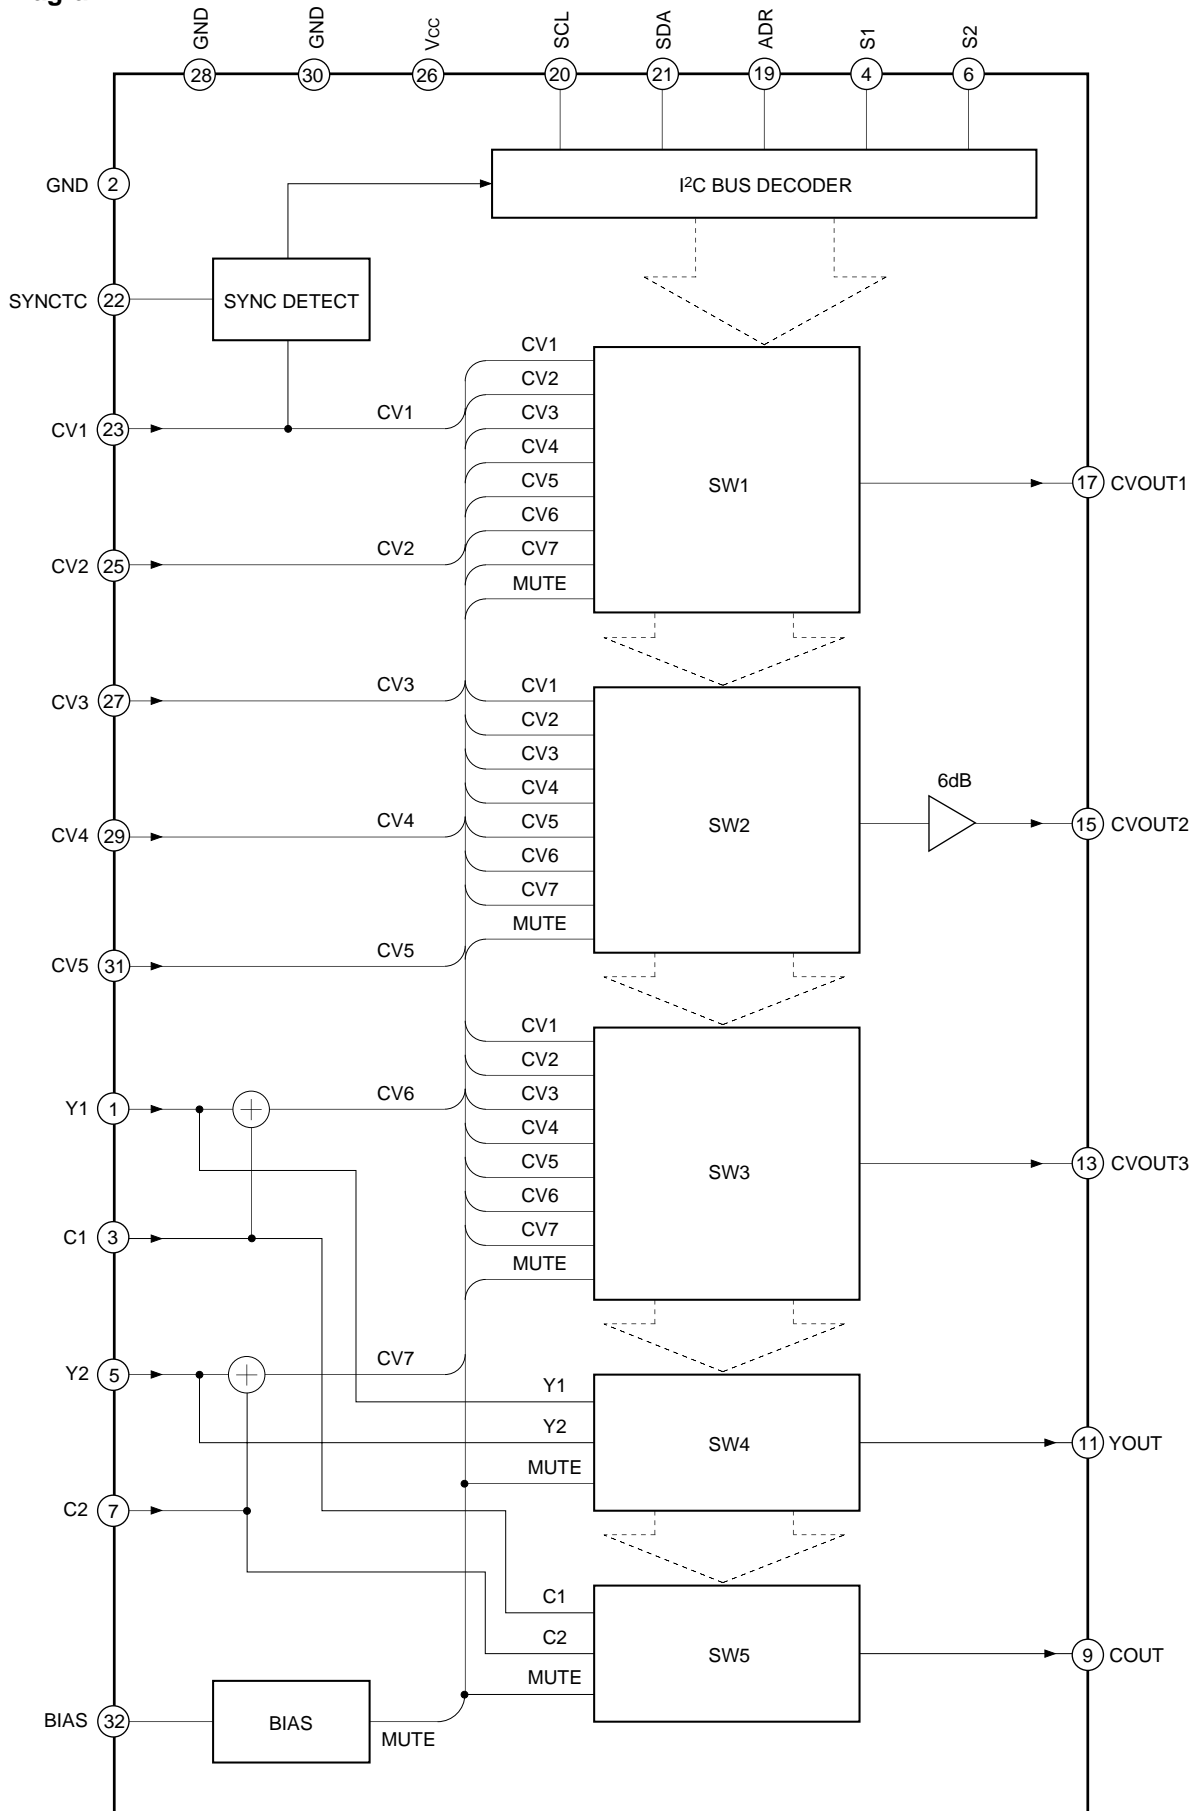 GND
GND
Vcc
SCL
SDA
ADR
S1
S2
28
30
26
20
21
19
4
6
GND 2
I²C BUS DECODER
SYNCTC 22
SYNC DETECT
CV1
CV2
CV1 23
CV1
CV3
CV4
SW1
17 CVOUT1
CV5
CV6
CV2 25
CV2
CV7
MUTE
CV3 27
CV3
CV1
CV2
CV3
6dB
CV4
CV4 29
CV4
CV5
SW2
15 CVOUT2
CV6
CV7
MUTE
CV5 31
CV5
CV1
CV2
Y1 1
CV6
CV3
CV4
CV5
SW3
13 CVOUT3
CV6
C1 3
CV7
MUTE
Y2 5
CV7
Y1
Y2
SW4
11 YOUT
MUTE
C2 7
C1
C2
SW5
9 COUT
MUTE
BIAS 32
BIAS
MUTE